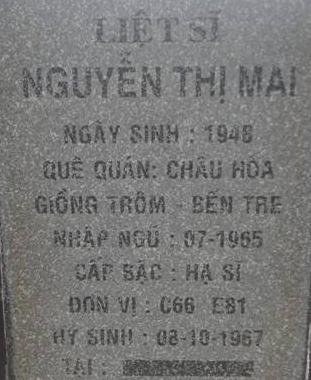 LIỆT SĨ
NGUYỄN THỊ MAI
NGÀY SINH : 1948
QUÊ QUÁN: CHÂU HÒA
GIỒNG TRÔM - BẾN TRE
NHẬP NGŨ : 07-1965
CẤP BẬC : HẠ SĨ
ĐƠN VỊ : C66 E81
HY SINH : 08-10-1967
TẠI :